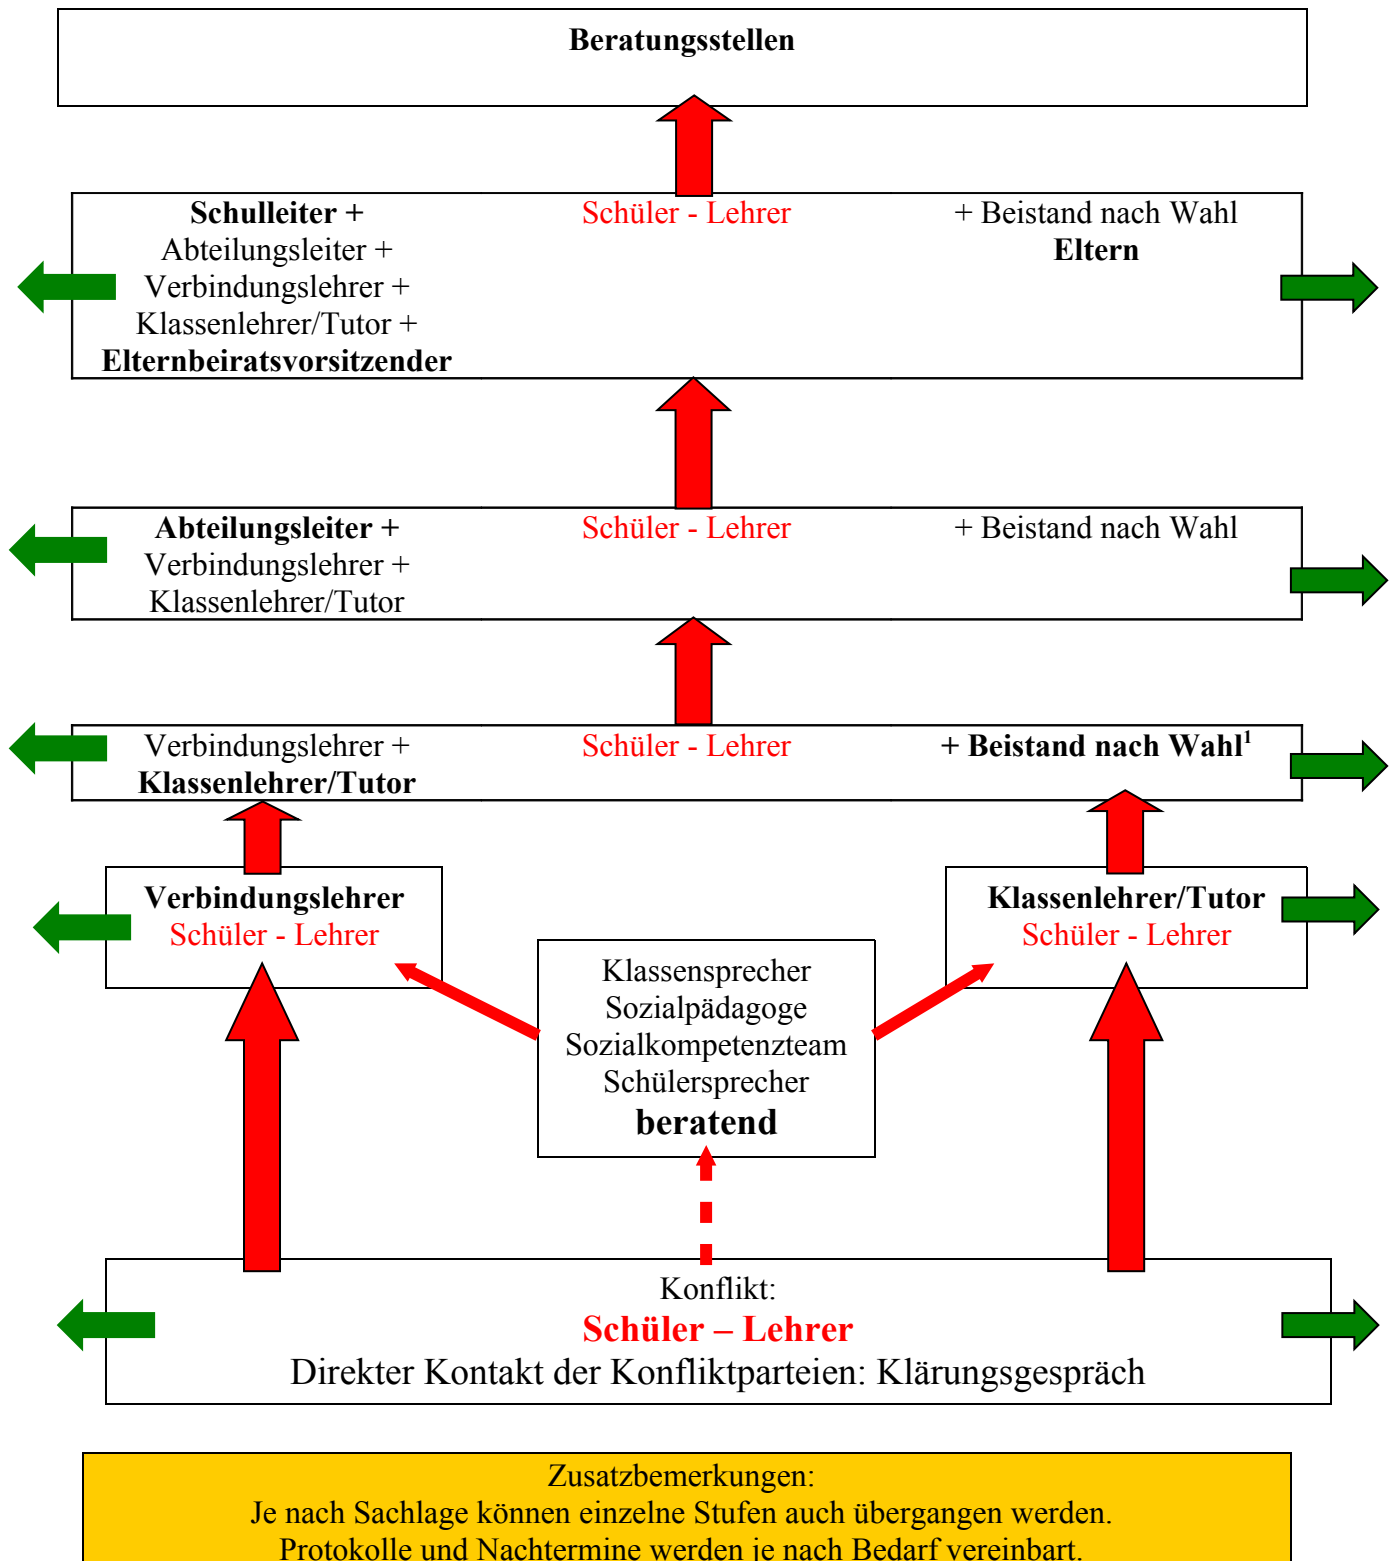 Beratungsstellen
Schulleiter +
Abteilungsleiter +
Verbindungslehrer +
Klassenlehrer/Tutor +
Elternbeiratsvorsitzender
Schüler - Lehrer
+ Beistand nach Wahl
Eltern
Abteilungsleiter +
Verbindungslehrer +
Klassenlehrer/Tutor
Schüler - Lehrer
+ Beistand nach Wahl
Verbindungslehrer +
Klassenlehrer/Tutor
Schüler - Lehrer
+ Beistand nach Wahl¹
Verbindungslehrer
Schüler - Lehrer
Klassenlehrer/Tutor
Schüler - Lehrer
Klassensprecher
Sozialpädagoge
Sozialkompetenzteam
Schülersprecher
beratend
Konflikt:
Schüler – Lehrer
Direkter Kontakt der Konfliktparteien: Klärungsgespräch
Zusatzbemerkungen:
Je nach Sachlage können einzelne Stufen auch übergangen werden.
Protokolle und Nachtermine werden je nach Bedarf vereinbart.